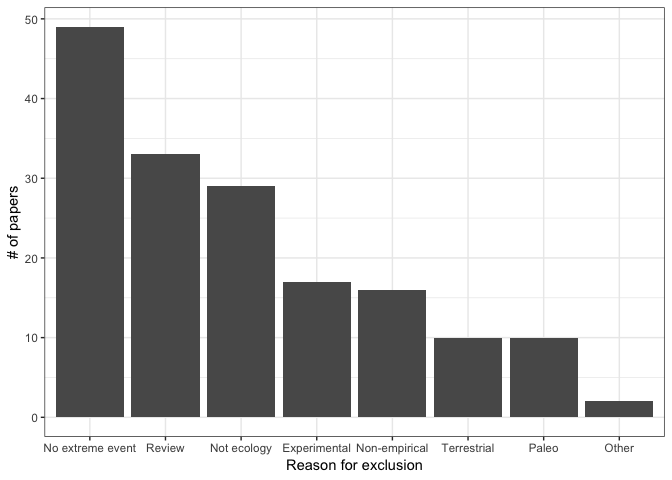 50
40
30
20
10
0
# of papers
No extreme event Review Not ecology Experimental Non-empirical Terrestrial Paleo Other
Reason for exclusion